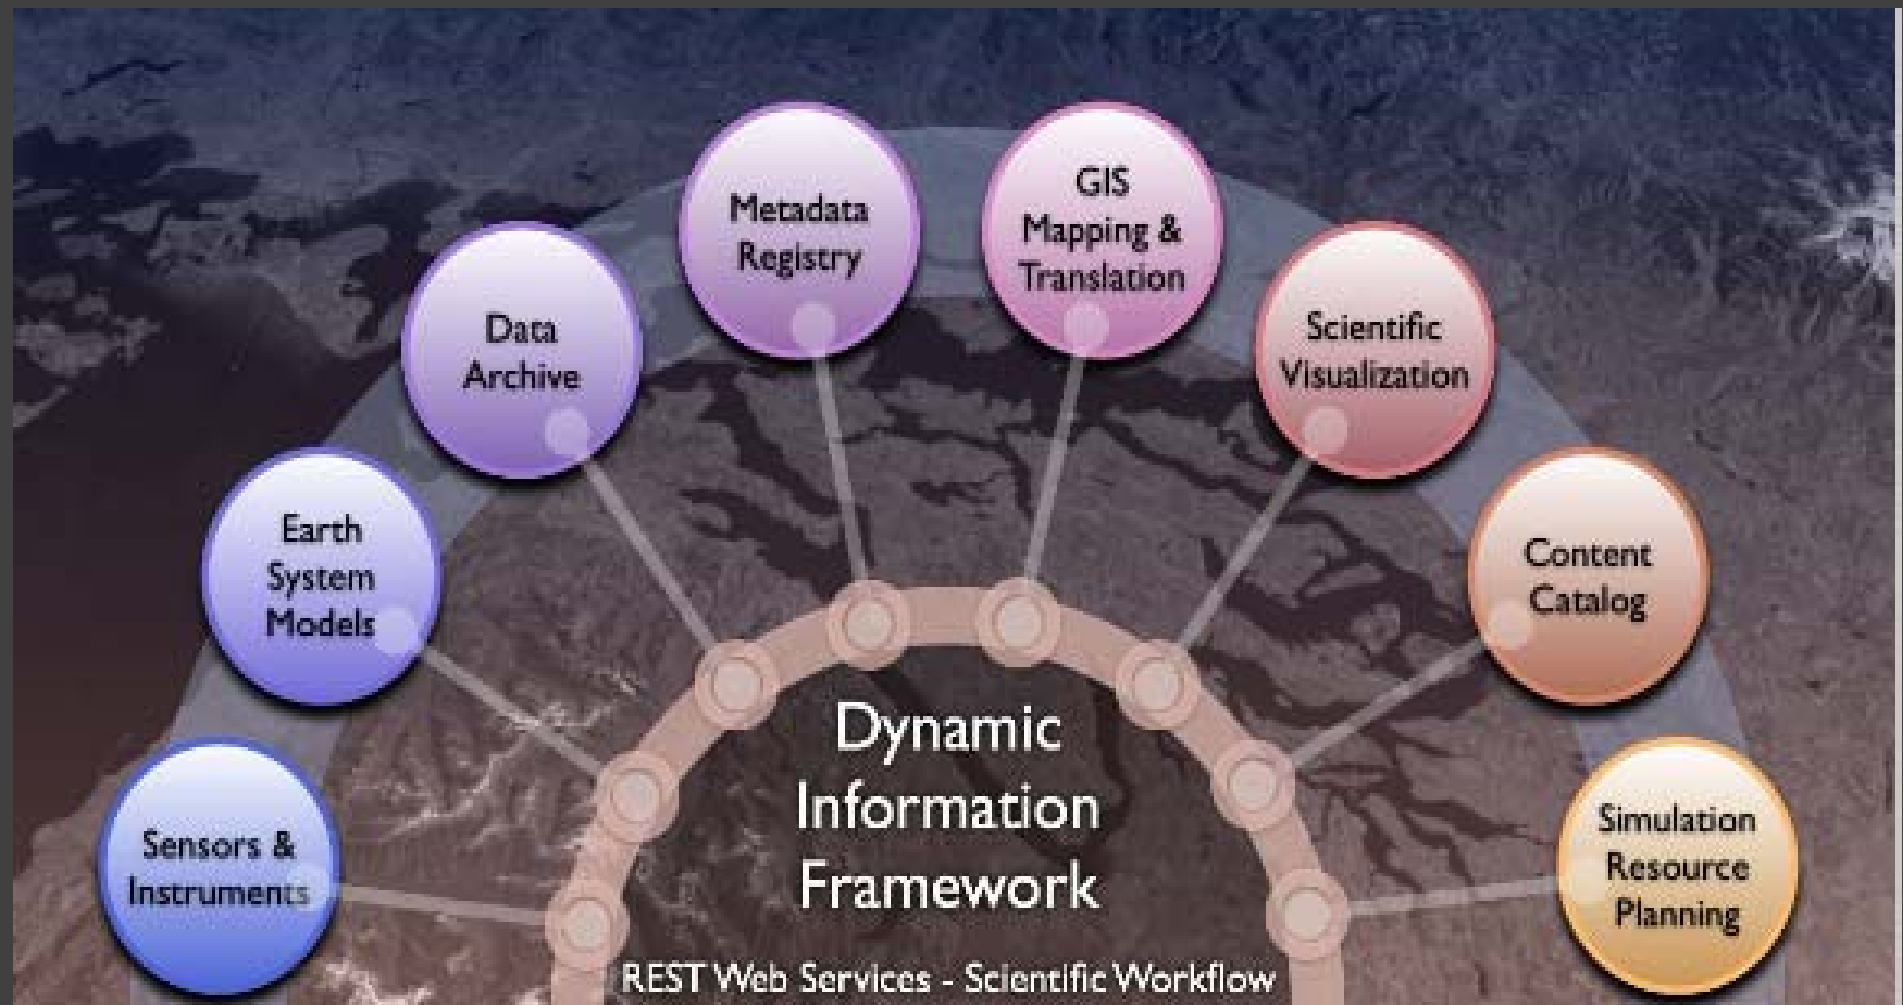 Sensors &
Instruments
Earth
System
Models
Data
Archive
Metadata
Registry
GIS
Mapping &
Translation
Scientific
Visualization
Content
Catalog
Simulation
Resource
Planning
Dynamic
Information
Framework
REST Web Services - Scientific Workflow